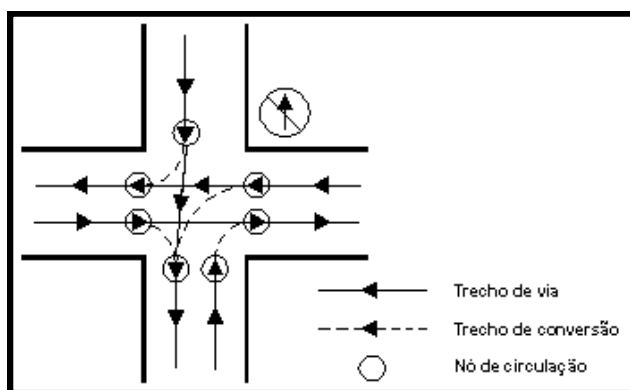 Trecho de via
Trecho de conversão
Nó de circulação